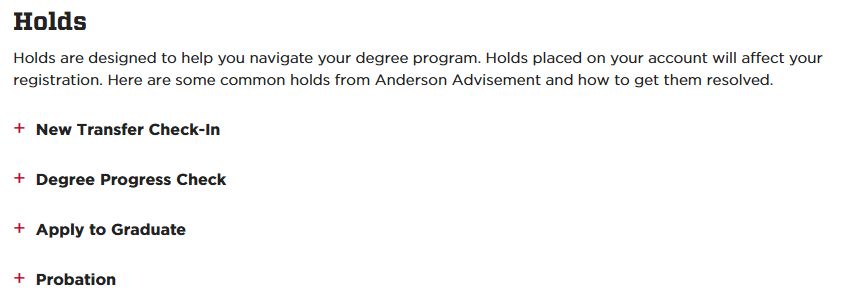 Holds
Holds are designed to help you navigate your degree program. Holds placed on your account will affect your
registration. Here are some common holds from Anderson Advisement and how to get them resolved.
+ New Transfer Check-In
+ Degree Progress Check
+ Apply to Graduate
+ Probation